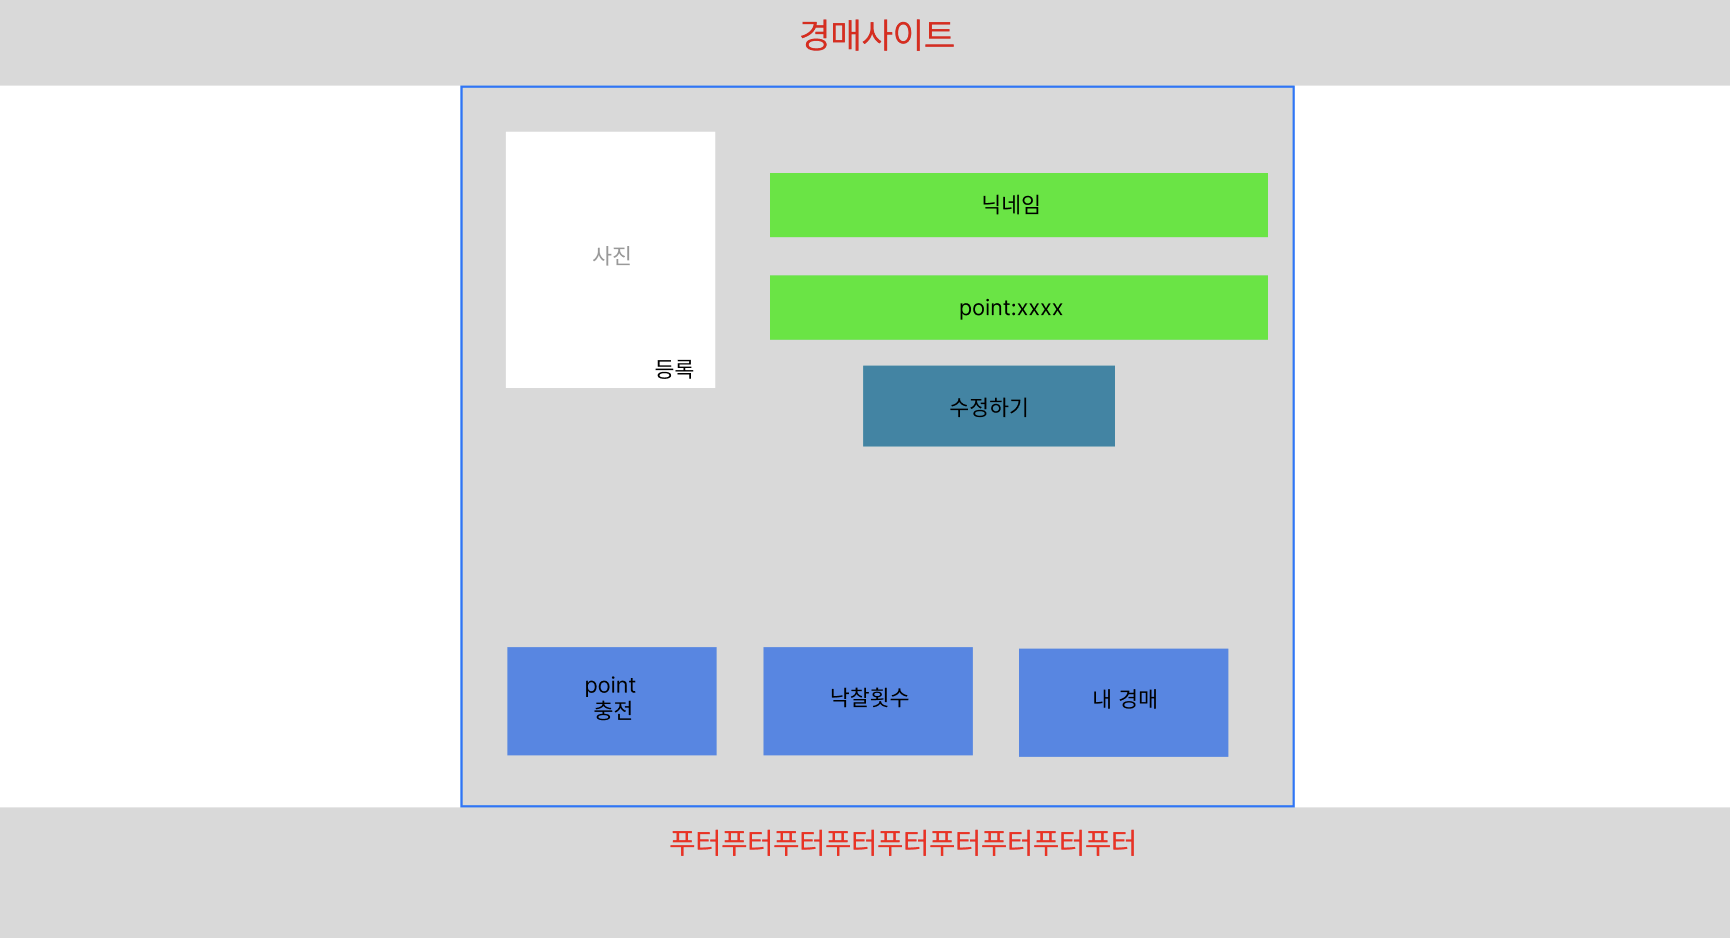 경매사이트
사진
등록
닉네임
point:xxxx
수정하기
point
충전
낙찰횟수
내 경매
푸터푸터푸터푸터푸터푸터푸터푸터푸터